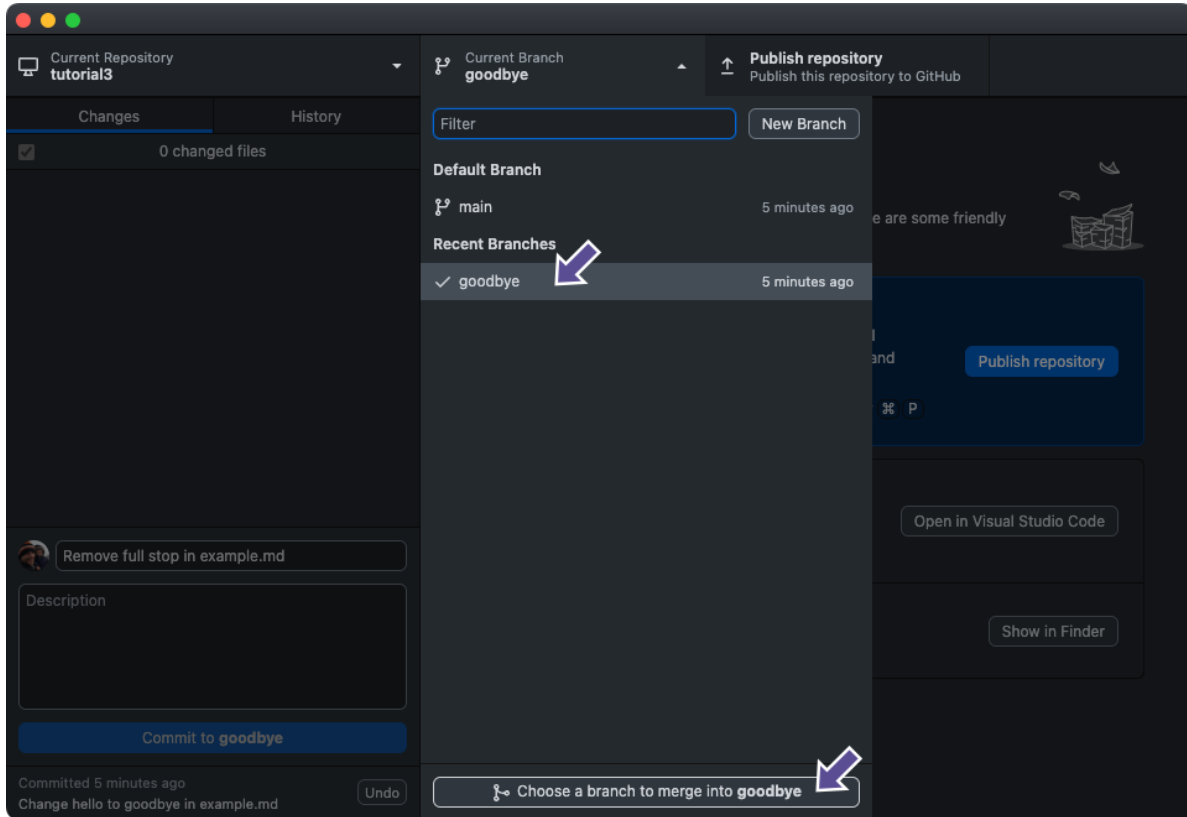 Current Repository
tutorial3
Current Branch
goodbye
Publish repository
Publish this repository to GitHub
Changes
History
0 changed files
Filter
New Branch
Default Branch
main
5 minutes ago
Recent Branches
goodbye
5 minutes ago
e are some friendly
and
Publish repository
⌘ P
Open in Visual Studio Code
Show in Finder
Remove full stop in example.md
Description
Commit to goodbye
Committed 5 minutes ago
Change hello to goodbye in example.md
Undo
Choose a branch to merge into goodbye